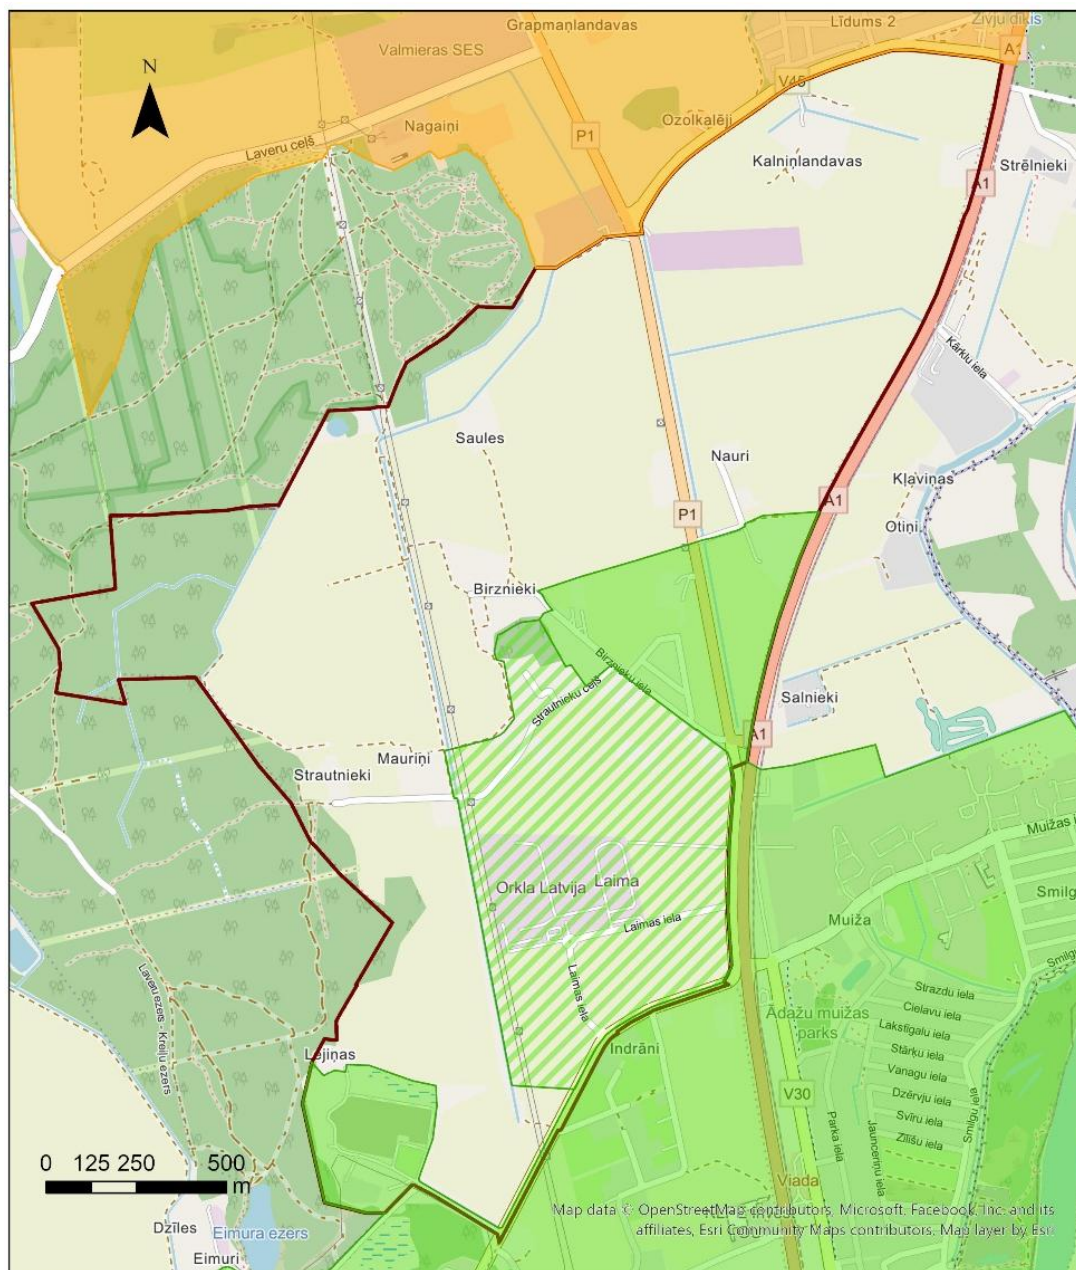 Grapmaņlandavas
Līdums 2
Zivju dīķis
Valmieras SES
A1
N
V46
P1
Ozolkalēji
Nagaiņi
Laveru ceļš
Kalniņlandavas
Strēlnieki
A1
Kārklu iela
Saules
Nauri
Kļaviņas
A1
P1
Otiņi
Birznieki
Birznieku iela
Strautnieku ceļš
Salnieki
A1
Mauriņi
Strautnieki
Muižas i
Orkla Latvija
Laima
Smilg
Laimas iela
Muiža
Laimas iela
Strazdu iela
Cielavu iela
Ādažu muižas
parks
Lakstīgalu iela
Stārķu iela
Indrāni
Lejiņas
Vanagu iela
Laveru ezers - Kreiļu ezers
V30
Dzērvju iela
Svīru iela
Zīlīšu iela
Smilgu iela
Parka iela
Jaunceriņu iela
0 125 250 500
m
Viada
Dzīles
Eimura ezers
Eimuri
Map data © OpenStreetMap contributors, Microsoft, Facebook, Inc. and its
affiliates, Esri Community Maps contributors, Map layer by Esri